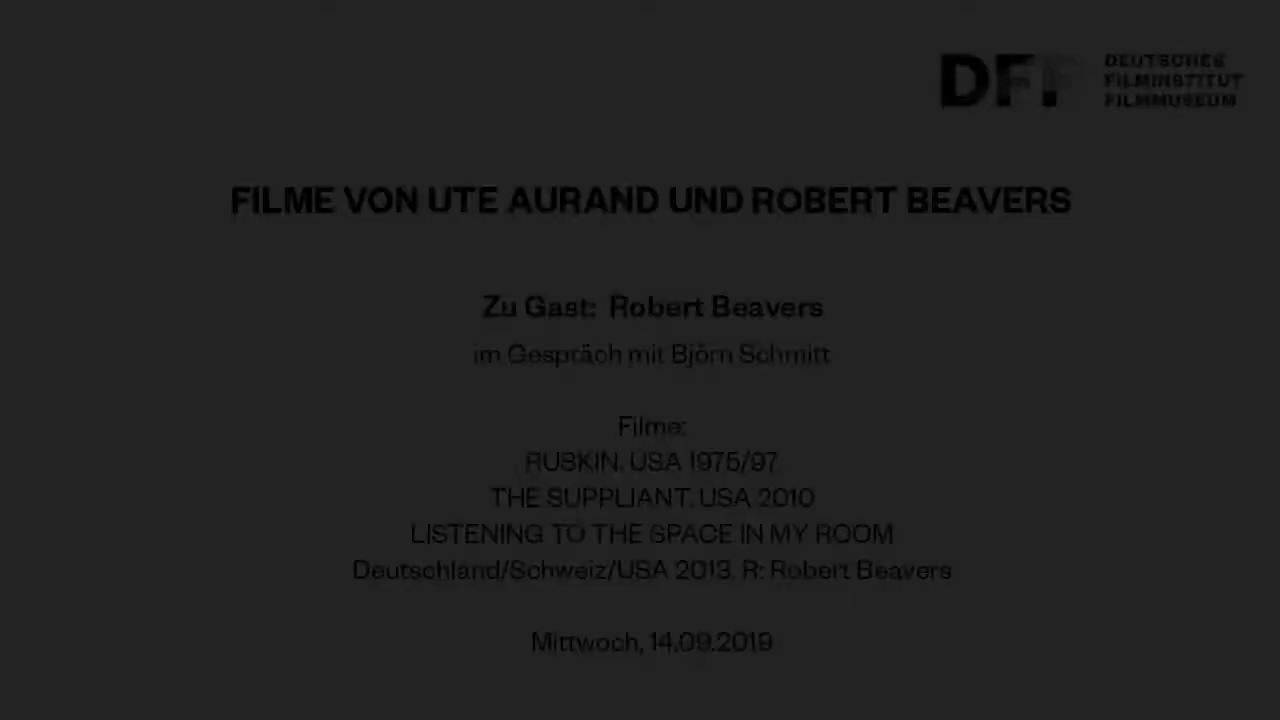 DFF
DEUTSCHES
FILMINSTITUT
FILMMUSEUM
FILME VON UTE AURAND UND ROBERT BEAVERS
Zu Gast: Robert Beavers
im Gespräch mit Björn Schmitt
Filme:
RUSKIN. USA 1975/97
THE SUPPLIANT. USA 2010
LISTENING TO THE SPACE IN MY ROOM
Deutschland/Schweiz/USA 2013. R: Robert Beavers
Mittwoch, 14.09.2019